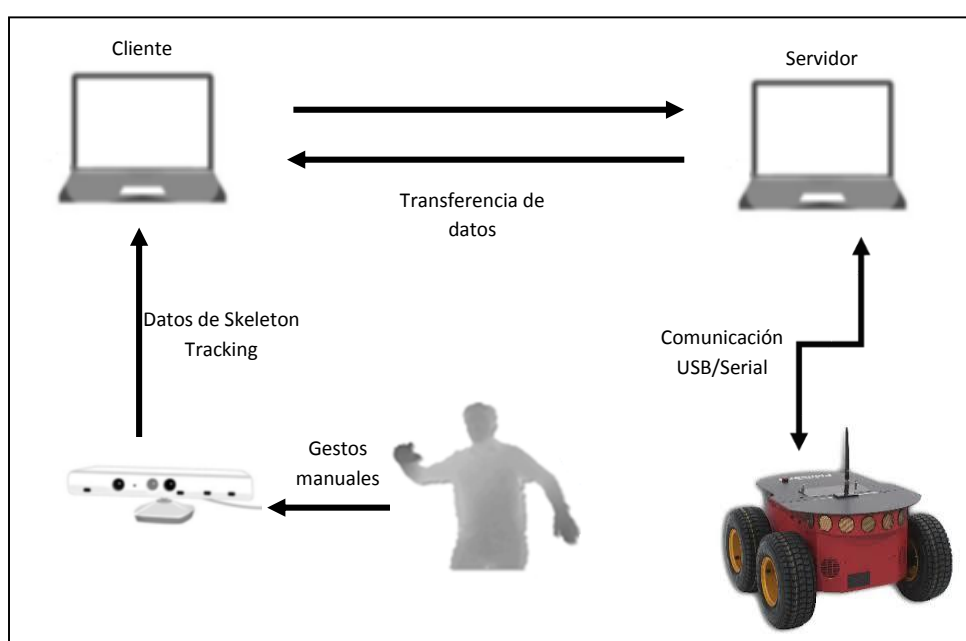 Cliente
Servidor
Transferencia de
datos
Datos de Skeleton
Tracking
Comunicación
USB/Serial
Gestos
manuales